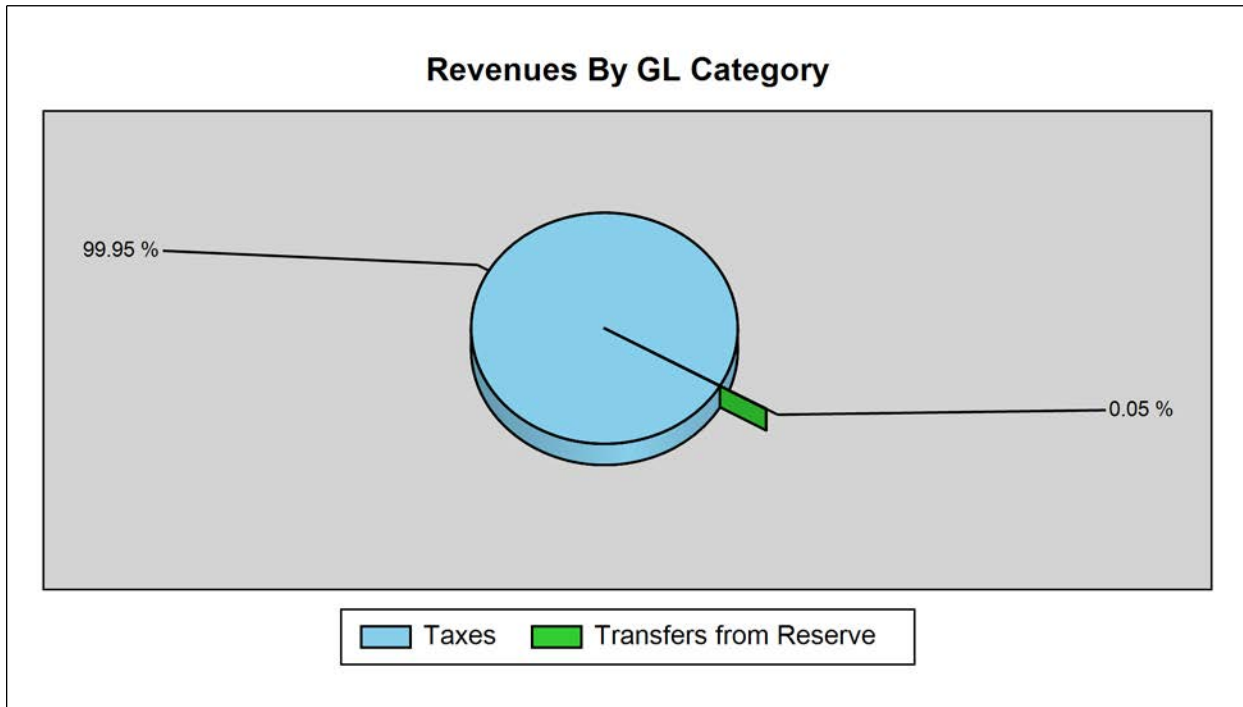 Revenues By GL Category
99.95 %
0.05 %
Taxes
Transfers from Reserve